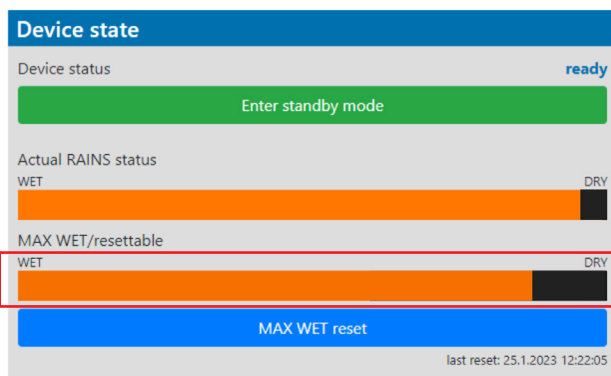 Device state
Device status ready
Enter standby mode
Actual RAINS status
WET DRY
MAX WET/resettable
WET DRY
MAX WET reset
last reset: 25.1.2023 12:22:05